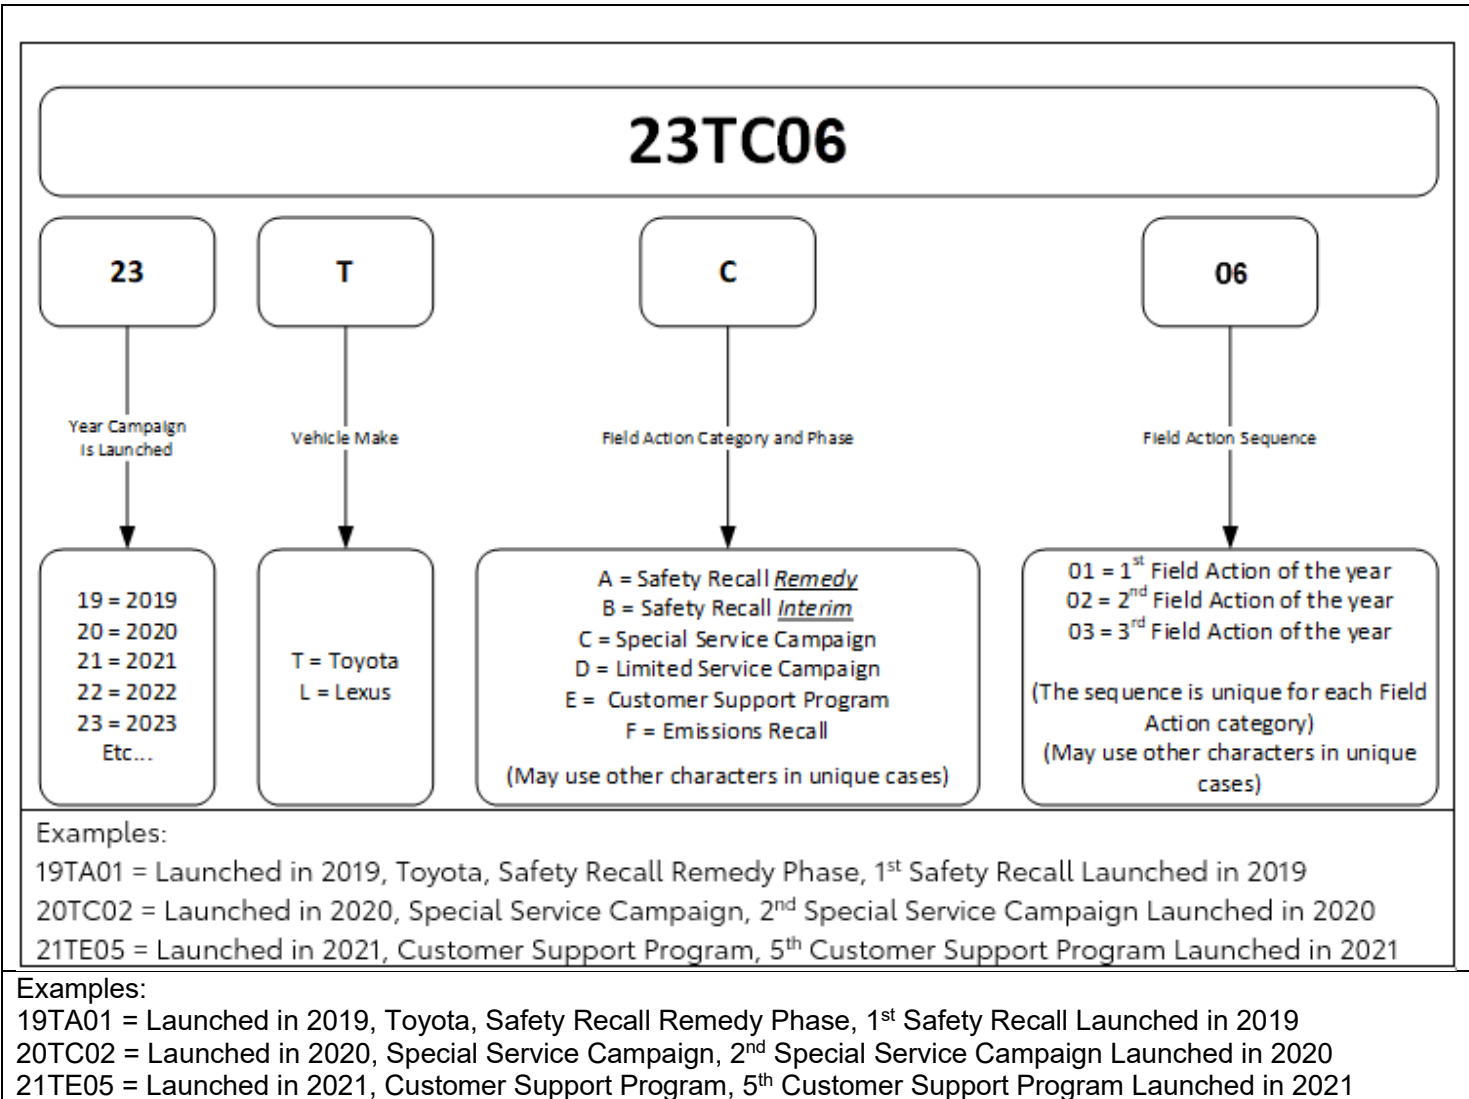 23TC06
23
T
C
06
Year Campaign
Is Launched
Vehicle Make
Field Action Category and Phase
Field Action Sequence
19 = 2019
20 = 2020
21 = 2021
22 = 2022
23 = 2023
Etc...
T = Toyota
L = Lexus
A = Safety Recall Remedy
B = Safety Recall Interim
C = Special Service Campaign
D = Limited Service Campaign
E = Customer Support Program
F = Emissions Recall
(May use other characters in unique cases)
01 = 1st Field Action of the year
02 = 2nd Field Action of the year
03 = 3rd Field Action of the year
(The sequence is unique for each Field
Action category)
(May use other characters in unique
cases)
Examples:
19TA01 = Launched in 2019, Toyota, Safety Recall Remedy Phase, 1st Safety Recall Launched in 2019
20TC02 = Launched in 2020, Special Service Campaign, 2nd Special Service Campaign Launched in 2020
21TE05 = Launched in 2021, Customer Support Program, 5th Customer Support Program Launched in 2021
Examples:
19TA01 = Launched in 2019, Toyota, Safety Recall Remedy Phase, 1st Safety Recall Launched in 2019
20TC02 = Launched in 2020, Special Service Campaign, 2nd Special Service Campaign Launched in 2020
21TE05 = Launched in 2021, Customer Support Program, 5th Customer Support Program Launched in 2021